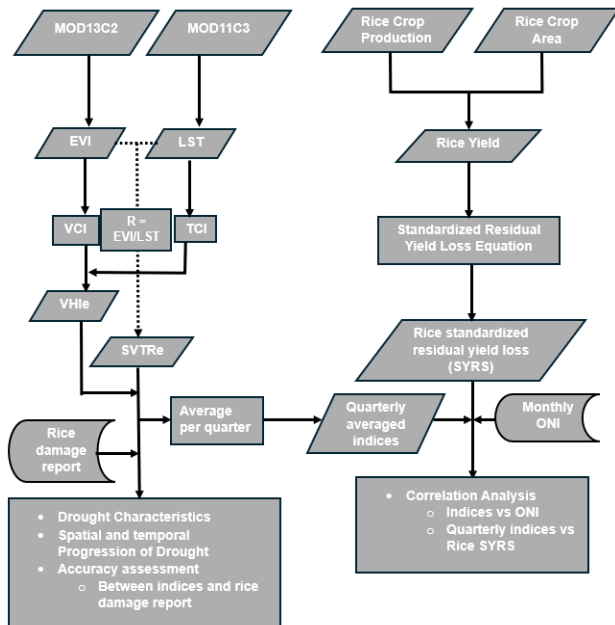 MOD13C2
MOD11C3
Rice Crop
Production
Rice Crop
Area
EVI
LST
Rice Yield
VCI
R =
EVI/LST
TCI
Standardized Residual
Yield Loss Equation
VHIe
SVTRe
Rice standardized
residual yield loss
(SYRS)
Rice
damage
report
Average
per quarter
Quarterly
averaged
indices
Monthly
ONI
• Drought Characteristics
• Spatial and temporal
Progression of Drought
• Accuracy assessment
o Between indices and rice
damage report
• Correlation Analysis
o Indices vs ONI
o Quarterly indices vs
Rice SYRS